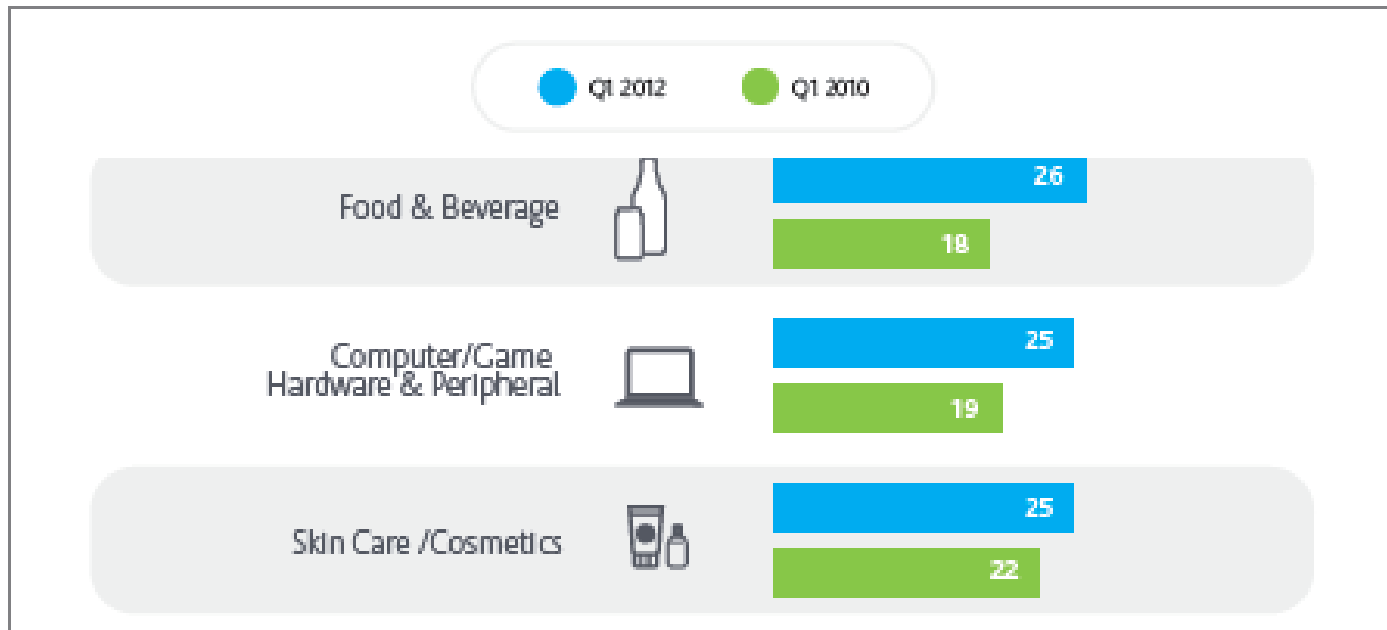 Q1 2012 Q1 2010
26
Food & Beverage
18
25
Computer/Game
Hardware & Peripheral
19
25
Skin Care /Cosmetics
22